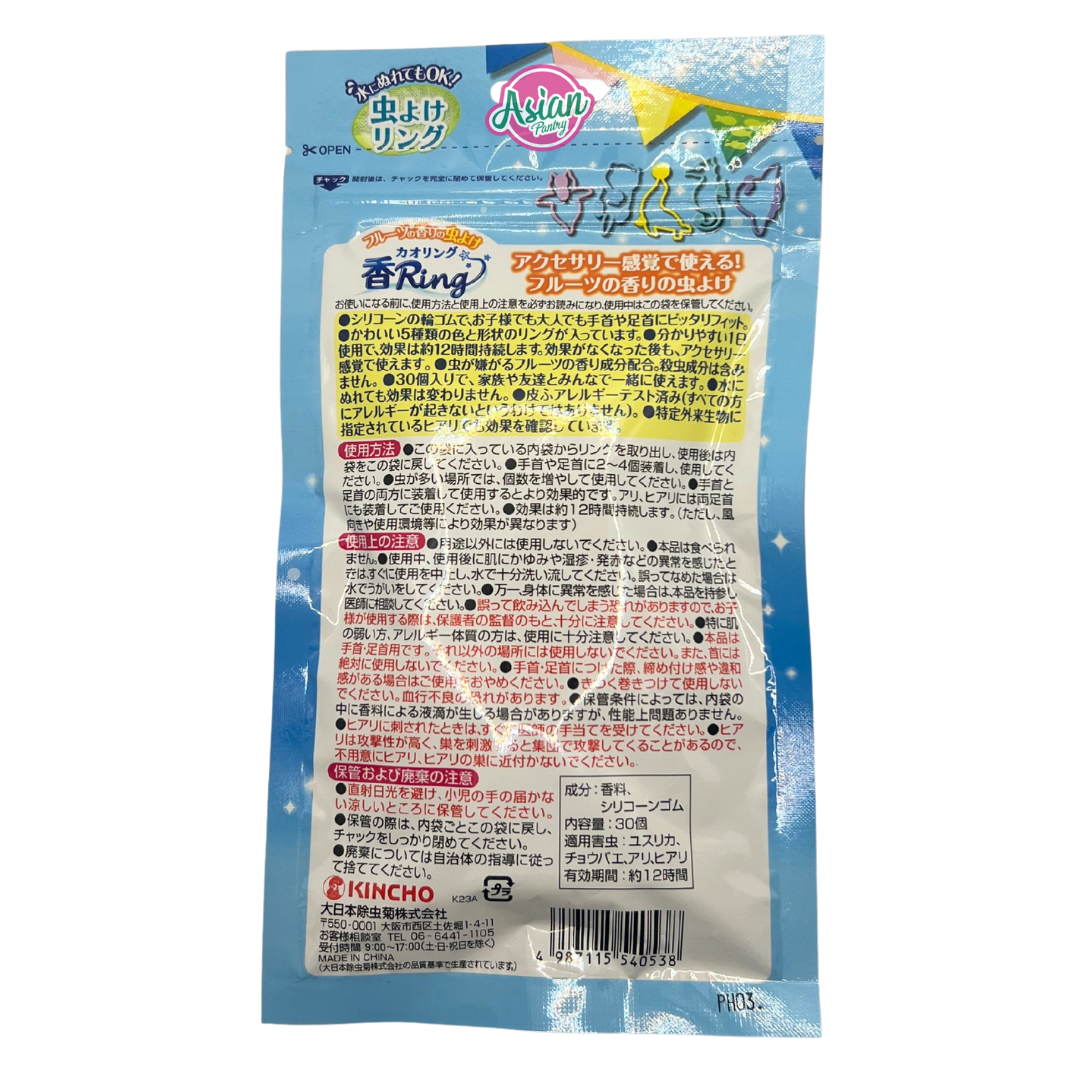 水にぬれてもOK!
虫よけ
リング
Asian
Pantry
OPEN
チャック 開封後は、チャックを完全に閉めて保管してください。
フルーツの香りの虫よけ
カオリング
香Ring
アクセサリー感覚で使える!
フルーツの香りの虫よけ
お使いになる前に、使用方法と使用上の注意を必ずお読みになり、使用中はこの袋を保管してください。
●シリコーンの輪ゴムで、お子様でも大人でも手首や足首にピッタリフィット。
●かわいい5種類の色と形状のリングが入っています。●分かりやすい1日
使用で、効果は約12時間持続します。効果がなくなった後も、アクセサリー
感覚で使えます。●虫が嫌がるフルーツの香り成分配合。殺虫成分は含み
ません。●30個入りで、家族や友達とみんなで一緒に使えます。●水に
ぬれても効果は変わりません。●皮ふアレルギーテスト済み(すべての方
にアレルギーが起きないというわけではありません)。●特定外来生物に
指定されているヒアリでも効果を確認しています。
使用方法 ●この袋に入っている内袋からリングを取り出し、使用後は内
袋をこの袋に戻してください。●手首や足首に2〜4個装着し、使用してく
ださい。●虫が多い場所では、個数を増やして使用してください。●手首と
足首の両方に装着して使用するとより効果的です。アリ、ヒアリには両足首
にも装着してご使用ください。●効果は約12時間持続します。(ただし、風
向きや使用環境等により効果が異なります)
使用上の注意 ●用途以外には使用しないでください。●本品は食べられ
ません。●使用中、使用後に肌にかゆみや湿疹・発赤などの異常を感じたと
きは、すぐに使用を中止し、水で十分洗い流してください。誤ってなめた場合は
水でうがいをしてください。●万一、身体に異常を感じた場合は、本品を持参し
医師に相談してください。●誤って飲み込んでしまう恐れがありますので、お子
様が使用する際は、保護者の監督のもと、十分に注意してください。●特に肌
の弱い方、アレルギー体質の方は、使用に十分注意してください。●本品は
手首・足首用です。それ以外の場所には使用しないでください。また、首には
絶対に使用しないでください。●手首・足首につけた際、締め付け感や違和
感がある場合はご使用をおやめください。●きつく巻きつけて使用しない
でください。血行不良の恐れがあります。●保管条件によっては、内袋の
中に香料による液滴が生じる場合がありますが、性能上問題ありません。
●ヒアリに刺されたときは、すぐに医師の手当てを受けてください。●ヒア
リは攻撃性が高く、巣を刺激すると集団で攻撃してくることがあるので、
不用意にヒアリ、ヒアリの巣に近付かないでください。
保管および廃棄の注意
●直射日光を避け、小児の手の届かな
い涼しいところに保管してください。
●保管の際は、内袋ごとこの袋に戻し、
チャックをしっかり閉めてください。
●廃棄については自治体の指導に従っ
て捨ててください。
成分:香料、
シリコーンゴム
内容量:30個
適用害虫:ユスリカ、
チョウバエ、アリ、ヒアリ
有効期間:約12時間
KINCHO
K23A
プラ
大日本除虫菊株式会社
〒550-0001 大阪市西区土佐堀1-4-11
お客様相談室 TEL 06-6441-1105
受付時間 9:00〜17:00(土・日・祝日を除く)
MADE IN CHINA
(大日本除虫菊株式会社の品質基準で生産されています。)
4 987115 540538
PH03.